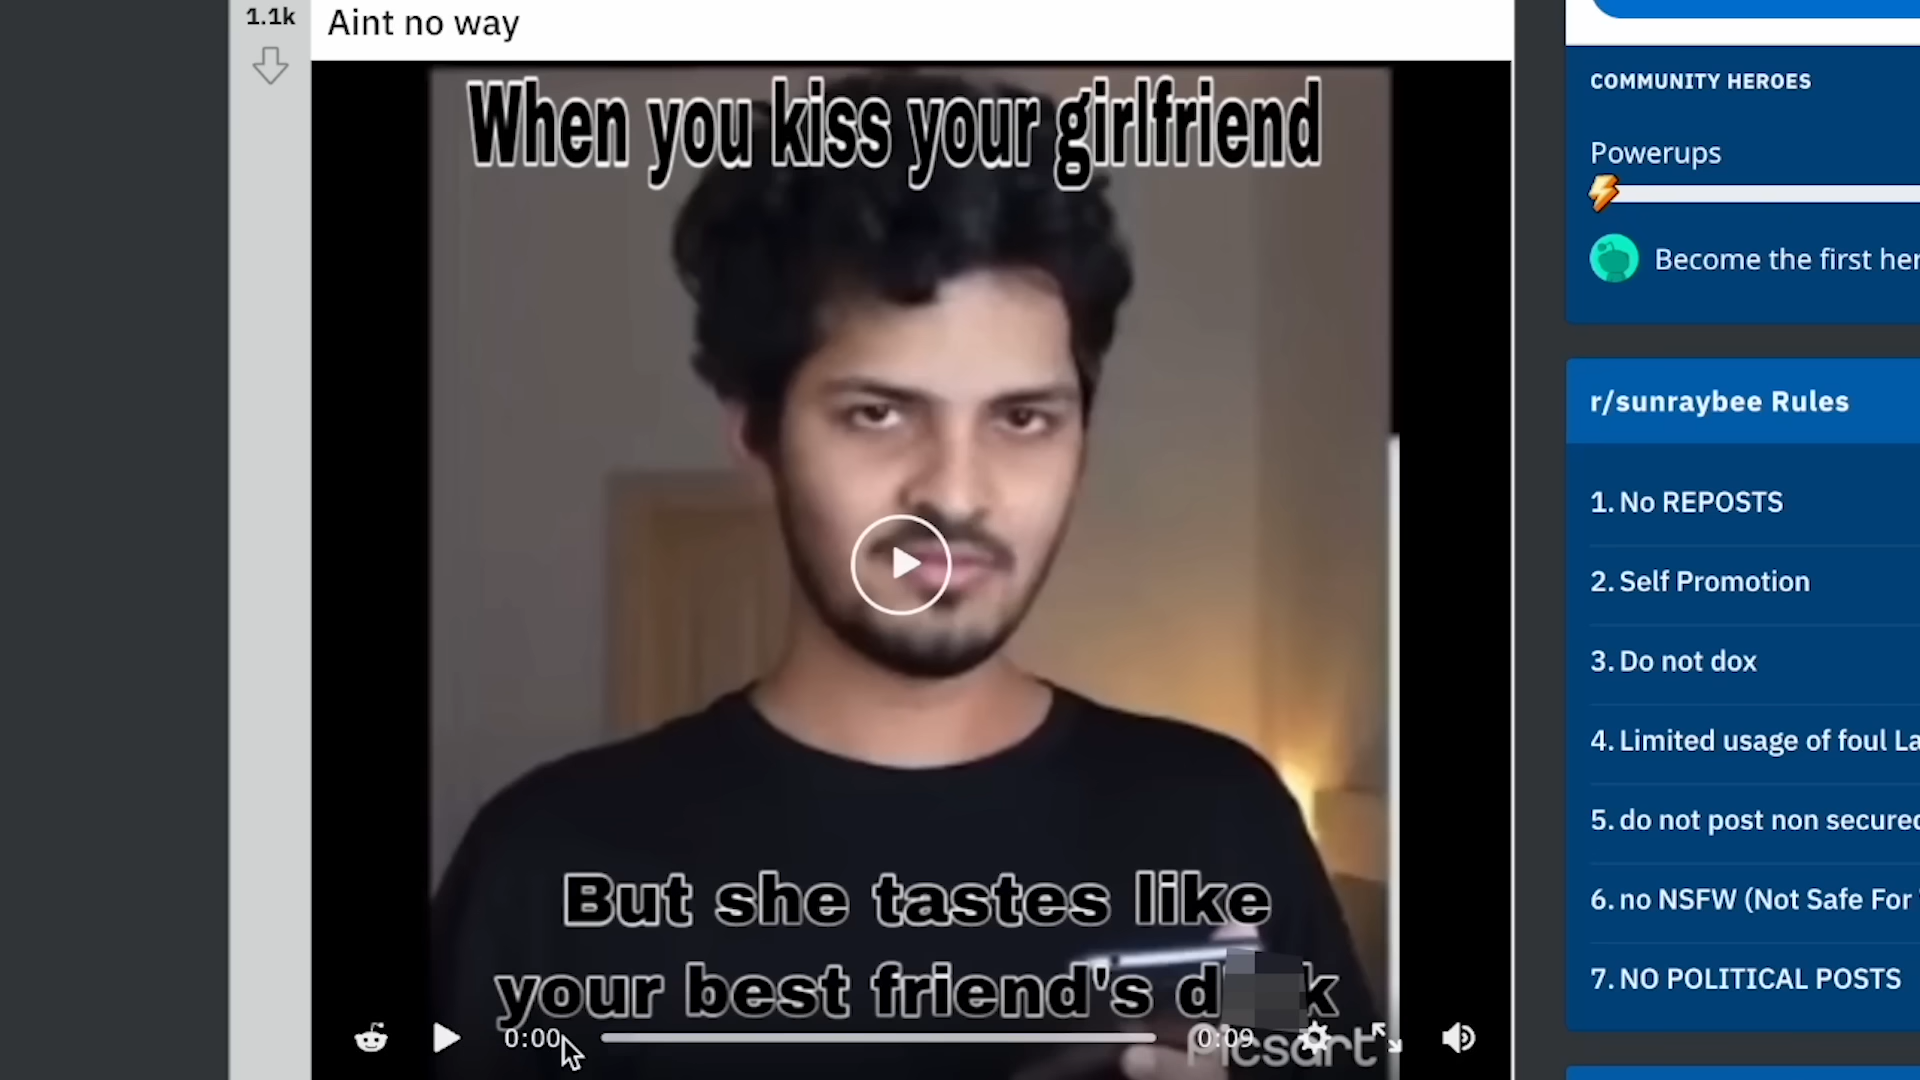 1.1k
Aint no way
When you kiss your girlfriend
But she tastes like
your best friend's d k
0:00
0:09
Picsart
COMMUNITY HEROES
Powerups
Become the first her
r/sunraybee Rules
1. No REPOSTS
2. Self Promotion
3. Do not dox
4. Limited usage of foul La
5. do not post non secured
6. no NSFW (Not Safe For
7. NO POLITICAL POSTS